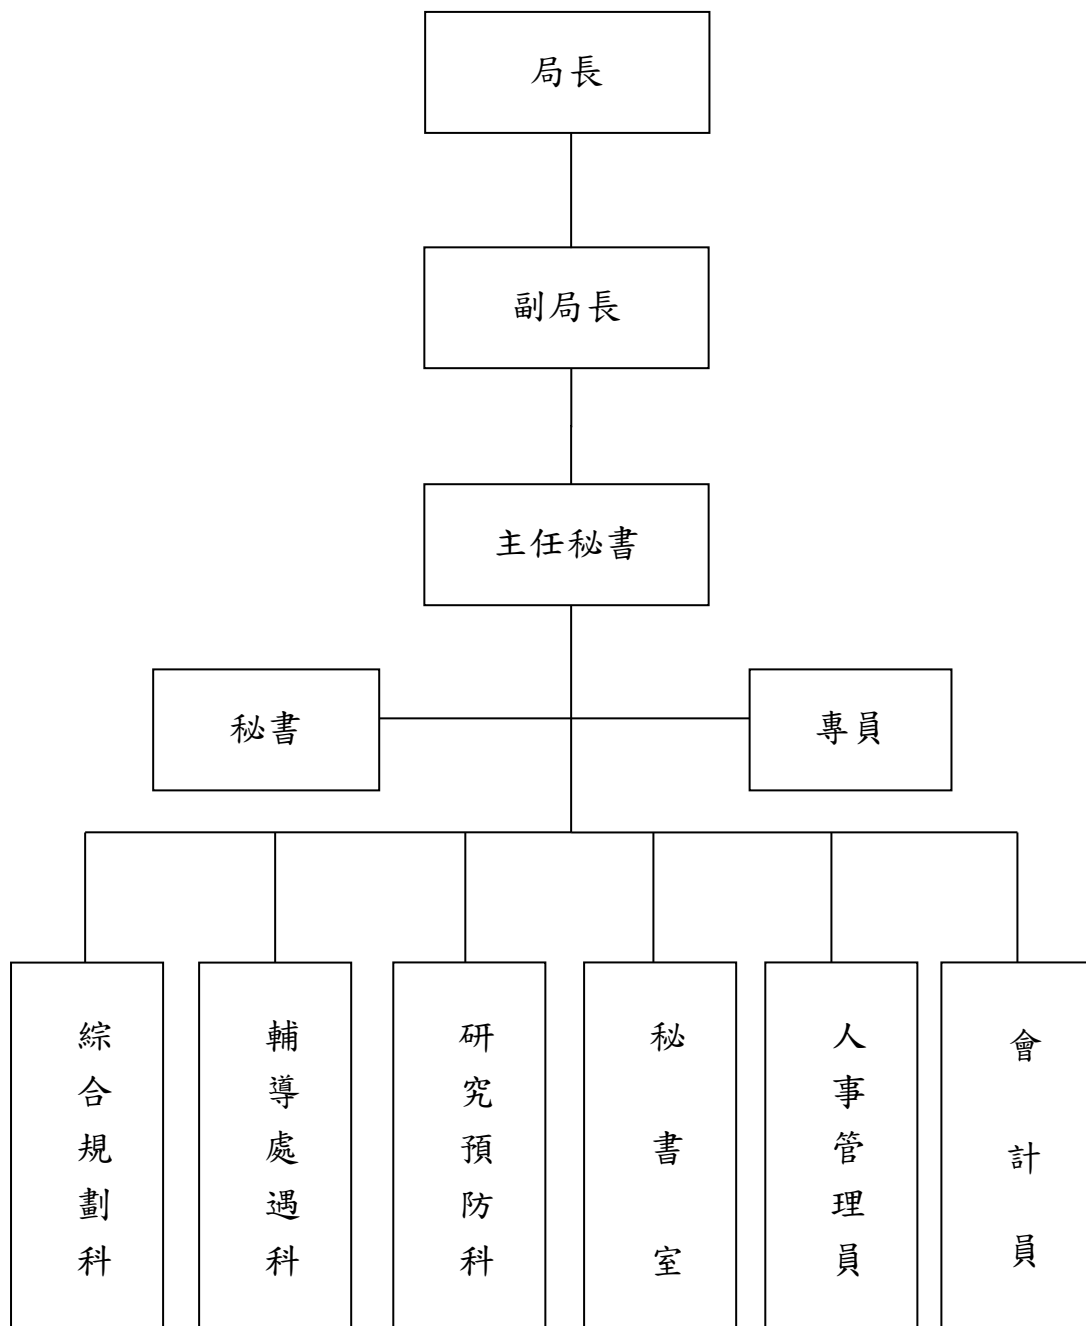 局長
副局長
主任秘書
秘書
專員
綜合規劃科
輔導處遇科
研究預防科
秘書室
人事管理員
會計員